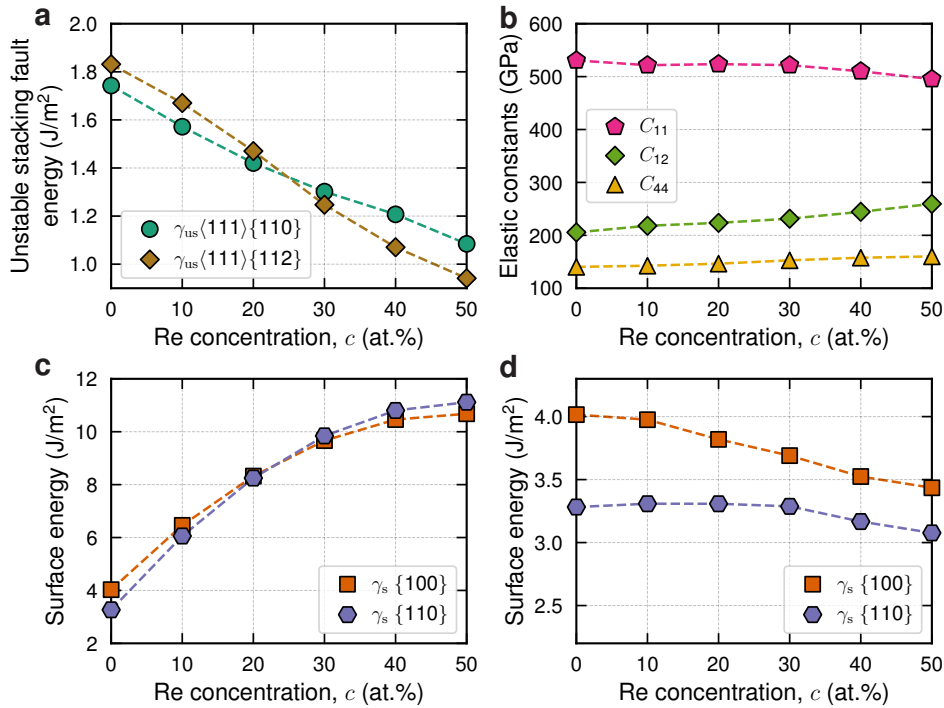 a
Unstable stacking fault
energy (J/m²)
2.0
1.8
1.6
1.4
1.2
1.0
γus⟨111⟩{110}
γus⟨111⟩{112}
0 10 20 30 40 50
Re concentration, c (at.%)
b
Elastic constants (GPa)
600
500
400
300
200
100
C11
C12
C44
0 10 20 30 40 50
Re concentration, c (at.%)
c
Surface energy (J/m²)
12
10
8
6
4
2
γs {100}
γs {110}
0 10 20 30 40 50
Re concentration, c (at.%)
d
Surface energy (J/m²)
4.0
3.5
3.0
2.5
γs {100}
γs {110}
0 10 20 30 40 50
Re concentration, c (at.%)